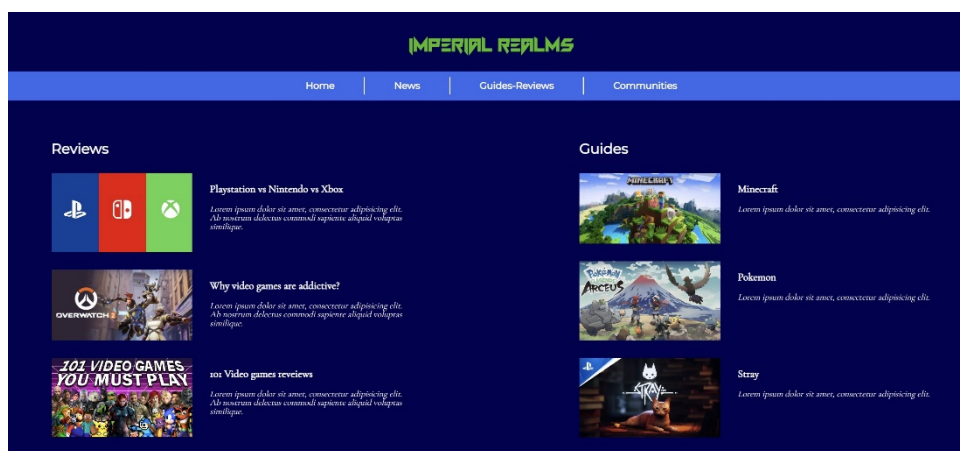 IMPERIAL REALMS
Home
News
Guides-Reviews
Communities
Reviews
Playstation vs Nintendo vs Xbox
Lorem ipsum dolor sit amet, consectetur adipisicing elit.
Ab nostrum delectus commodi sapiente aliquid voluptas
similique.
OVERWATCH 2
Why video games are addictive?
Lorem ipsum dolor sit amet, consectetur adipisicing elit.
Ab nostrum delectus commodi sapiente aliquid voluptas
similique.
101 VIDEO GAMES
YOU MUST PLAY
101 Video games reveiews
Lorem ipsum dolor sit amet, consectetur adipisicing elit.
Ab nostrum delectus commodi sapiente aliquid voluptas
similique.
Guides
MINECRAFT
Minecraft
Lorem ipsum dolor sit amet, consectetur adipisicing elit.
POKÉMON
ARCEUS
Pokemon
Lorem ipsum dolor sit amet, consectetur adipisicing elit.
STRAY
Stray
Lorem ipsum dolor sit amet, consectetur adipisicing elit.